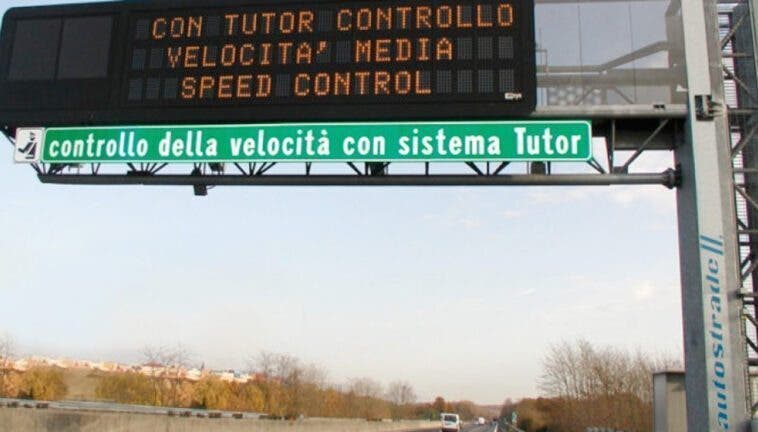 CON TUTOR CONTROLLO
VELOCITA' MEDIA
SPEED CONTROL
controllo della velocità con sistema Tutor
autostrade